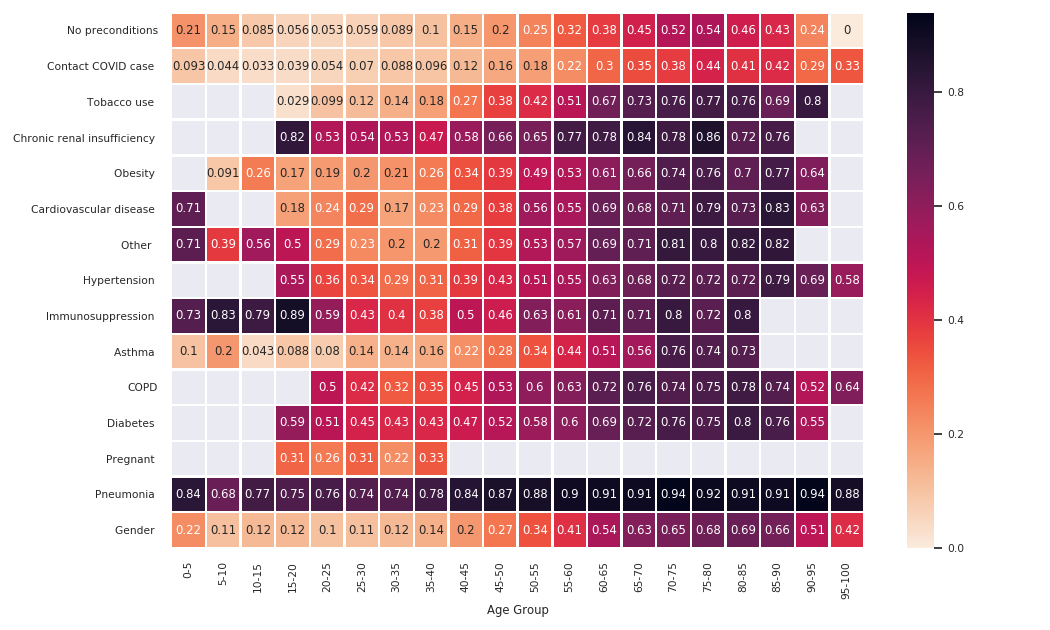 No preconditions 0.21 0.15 0.085 0.056 0.053 0.059 0.089 0.1 0.15 0.2 0.25 0.32 0.38 0.45 0.52 0.54 0.46 0.43 0.24 0
Contact COVID case 0.093 0.044 0.033 0.039 0.054 0.07 0.088 0.096 0.12 0.16 0.18 0.22 0.3 0.35 0.38 0.44 0.41 0.42 0.29 0.33
Tobacco use 0.029 0.099 0.12 0.14 0.18 0.27 0.38 0.42 0.51 0.67 0.73 0.76 0.77 0.76 0.69 0.8
0.8
Chronic renal insufficiency 0.82 0.53 0.54 0.53 0.47 0.58 0.66 0.65 0.77 0.78 0.84 0.78 0.86 0.72 0.76
Obesity 0.091 0.26 0.17 0.19 0.2 0.21 0.26 0.34 0.39 0.49 0.53 0.61 0.66 0.74 0.76 0.7 0.77 0.64
Cardiovascular disease 0.71 0.18 0.24 0.29 0.17 0.23 0.29 0.38 0.56 0.55 0.69 0.68 0.71 0.79 0.73 0.83 0.63
0.6
Other 0.71 0.39 0.56 0.5 0.29 0.23 0.2 0.2 0.31 0.39 0.53 0.57 0.69 0.71 0.81 0.8 0.82 0.82
Hypertension 0.55 0.36 0.34 0.29 0.31 0.39 0.43 0.51 0.55 0.63 0.68 0.72 0.72 0.72 0.79 0.69 0.58
Immunosuppression 0.73 0.83 0.79 0.89 0.59 0.43 0.4 0.38 0.5 0.46 0.63 0.61 0.71 0.71 0.8 0.72 0.8
0.4
Asthma 0.1 0.2 0.043 0.088 0.08 0.14 0.14 0.16 0.22 0.28 0.34 0.44 0.51 0.56 0.76 0.74 0.73
COPD 0.5 0.42 0.32 0.35 0.45 0.53 0.6 0.63 0.72 0.76 0.74 0.75 0.78 0.74 0.52 0.64
Diabetes 0.59 0.51 0.45 0.43 0.43 0.47 0.52 0.58 0.6 0.69 0.72 0.76 0.75 0.8 0.76 0.55
0.2
Pregnant 0.31 0.26 0.31 0.22 0.33
Pneumonia 0.84 0.68 0.77 0.75 0.76 0.74 0.74 0.78 0.84 0.87 0.88 0.9 0.91 0.91 0.94 0.92 0.91 0.91 0.94 0.88
Gender 0.22 0.11 0.12 0.12 0.1 0.11 0.12 0.14 0.2 0.27 0.34 0.41 0.54 0.63 0.65 0.68 0.69 0.66 0.51 0.42
0.0
0-5 5-10 10-15 15-20 20-25 25-30 30-35 35-40 40-45 45-50 50-55 55-60 60-65 65-70 70-75 75-80 80-85 85-90 90-95 95-100
Age Group